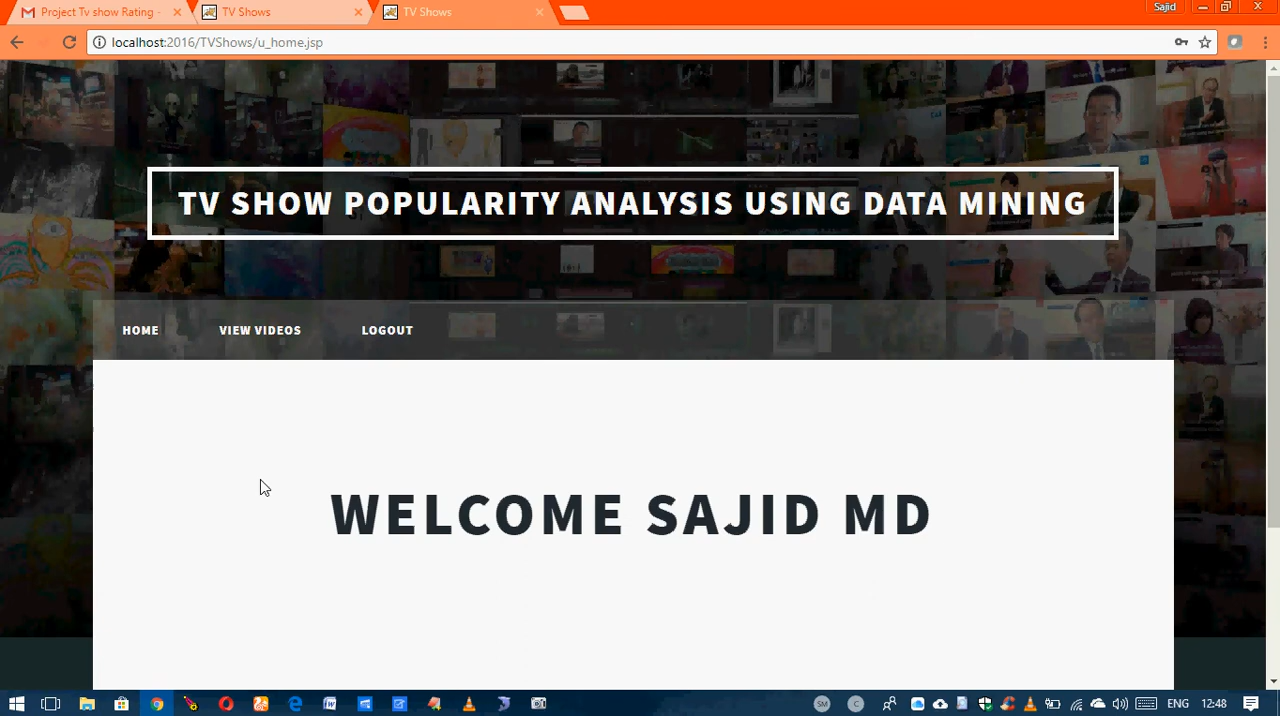 Project Tv show Rating -
TV Shows
TV Shows
Sajid
localhost:2016/TVShows/u_home.jsp
TV SHOW POPULARITY ANALYSIS USING DATA MINING
HOME
VIEW VIDEOS
LOGOUT
WELCOME SAJID MD
SM
C
ENG
12:48